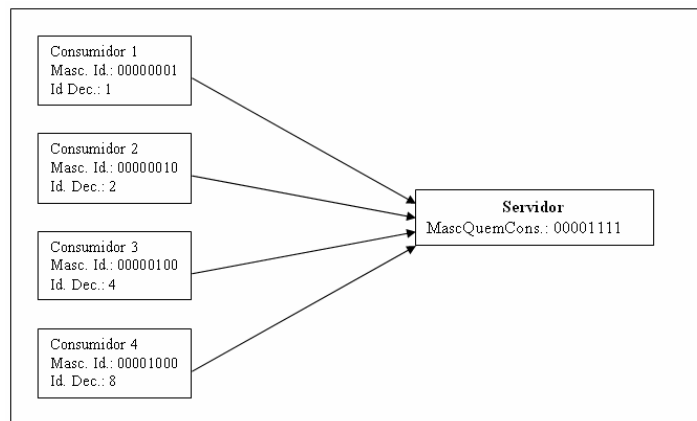 Consumidor 1
Masc. Id.: 00000001
Id Dec.: 1
Consumidor 2
Masc. Id.: 00000010
Id. Dec.: 2
Consumidor 3
Masc. Id.: 00000100
Id. Dec.: 4
Consumidor 4
Masc. Id.: 00001000
Id. Dec.: 8
Servidor
MascQuemCons.: 00001111